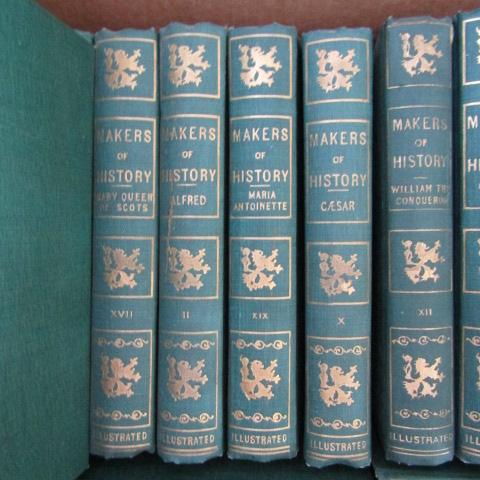 MAKERS
OF
HISTORY
MARY QUEEN
OF SCOTS
XVII
ILLUSTRATED
MAKERS
OF
HISTORY
ALFRED
II
ILLUSTRATED
MAKERS
OF
HISTORY
MARIA
ANTOINETTE
XIX
ILLUSTRATED
MAKERS
OF
HISTORY
CÆSAR
X
ILLUSTRATED
MAKERS
OF
HISTORY
WILLIAM THE
CONQUEROR
XII
ILLUSTRATED